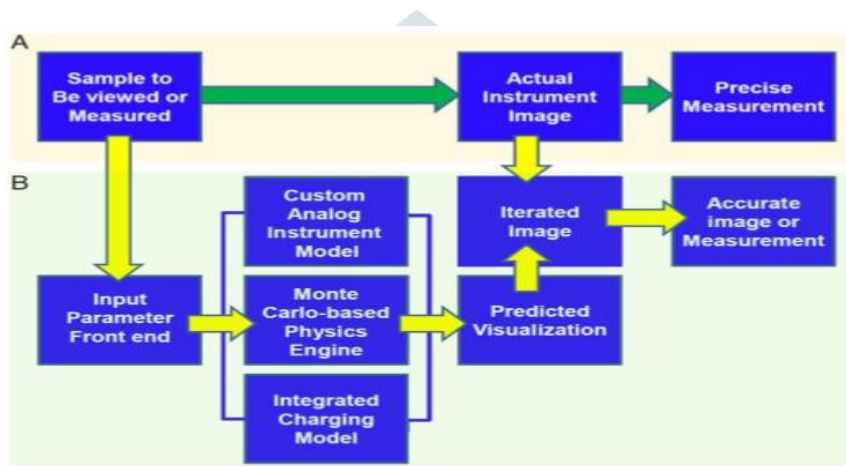 A
Sample to
Be viewed or
Measured
Actual
Instrument
Image
Precise
Measurement
B
Custom
Analog
Instrument
Model
Iterated
Image
Accurate
image or
Measurement
Input
Parameter
Front end
Monte
Carlo-based
Physics
Engine
Predicted
Visualization
Integrated
Charging
Model